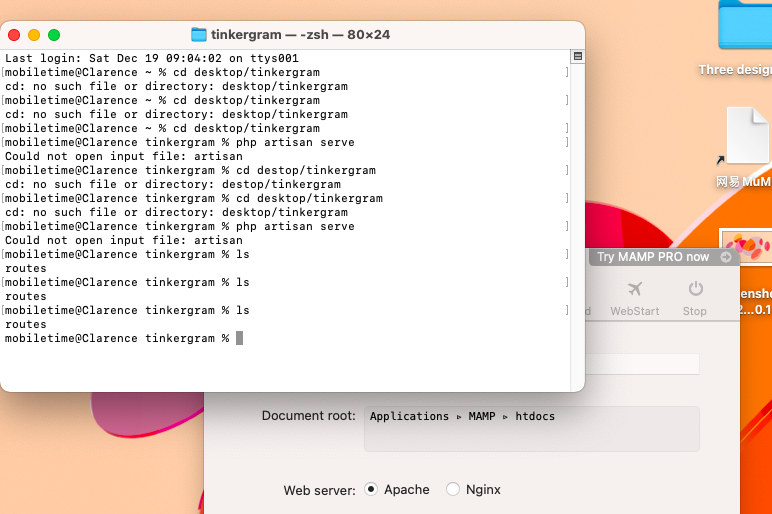 tinkergram — -zsh — 80×24
Last login: Sat Dec 19 09:04:02 on ttys001
[mobiletime@Clarence ~ % cd desktop/tinkergram ]
cd: no such file or directory: desktop/tinkergram
[mobiletime@Clarence ~ % cd desktop/tinkergram ]
cd: no such file or directory: desktop/tinkergram
[mobiletime@Clarence ~ % cd desktop/tinkergram ]
[mobiletime@Clarence tinkergram % php artisan serve ]
Could not open input file: artisan
[mobiletime@Clarence tinkergram % cd destop/tinkergram ]
cd: no such file or directory: destop/tinkergram
[mobiletime@Clarence tinkergram % cd desktop/tinkergram ]
cd: no such file or directory: desktop/tinkergram
[mobiletime@Clarence tinkergram % php artisan serve ]
Could not open input file: artisan
[mobiletime@Clarence tinkergram % ls ]
routes
[mobiletime@Clarence tinkergram % ls ]
routes
[mobiletime@Clarence tinkergram % ls ]
routes
mobiletime@Clarence tinkergram %
Three design
网易MuM
Try MAMP PRO now
WebStart
Stop
2...0.1
Document root:
Applications ▹ MAMP ▹ htdocs
Web server:
Apache
Nginx